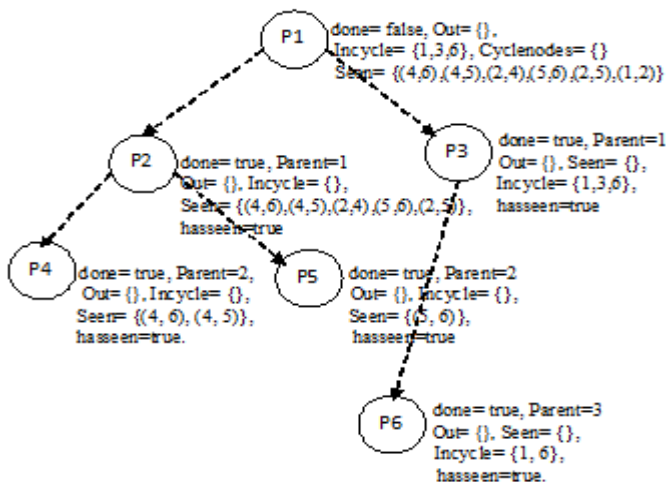 P1
done= false, Out= {},
Incycle= {1,3,6}, Cyclenodes= {}
Seen= {(4,6),(4,5),(2,4),(5,6),(2,5),(1,2)}
P2
done= true, Parent=1
Out= {}, Incycle= {},
Seen= {(4,6),(4,5),(2,4),(5,6),(2,5)},
hasseen=true
P3
done= true, Parent=1
Out= {}, Seen= {},
Incycle= {1,3,6},
hasseen=true
P4
done= true, Parent=2,
Out= {}, Incycle= {},
Seen= {(4, 6), (4, 5)},
hasseen=true.
P5
done= true, Parent=2
Out= {}, Incycle= {},
Seen= {(5, 6)},
hasseen=true
P6
done= true, Parent=3
Out= {}, Seen= {},
Incycle= {1, 6},
hasseen=true.